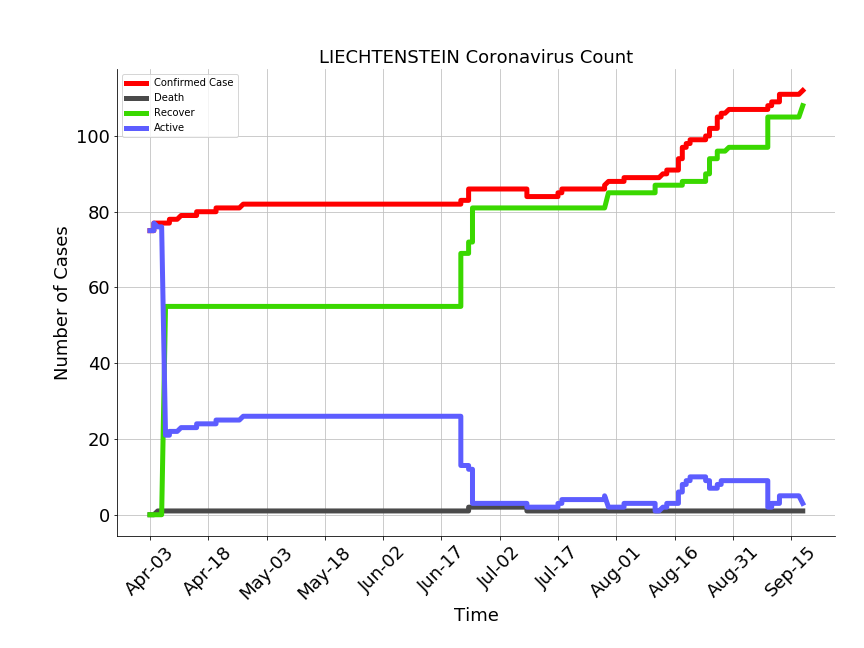 LIECHTENSTEIN Coronavirus Count
Confirmed Case
Death
Recover
Active
100
80
60
40
20
0
Number of Cases
Apr-03
Apr-18
May-03
May-18
Jun-02
Jun-17
Jul-02
Jul-17
Aug-01
Aug-16
Aug-31
Sep-15
Time